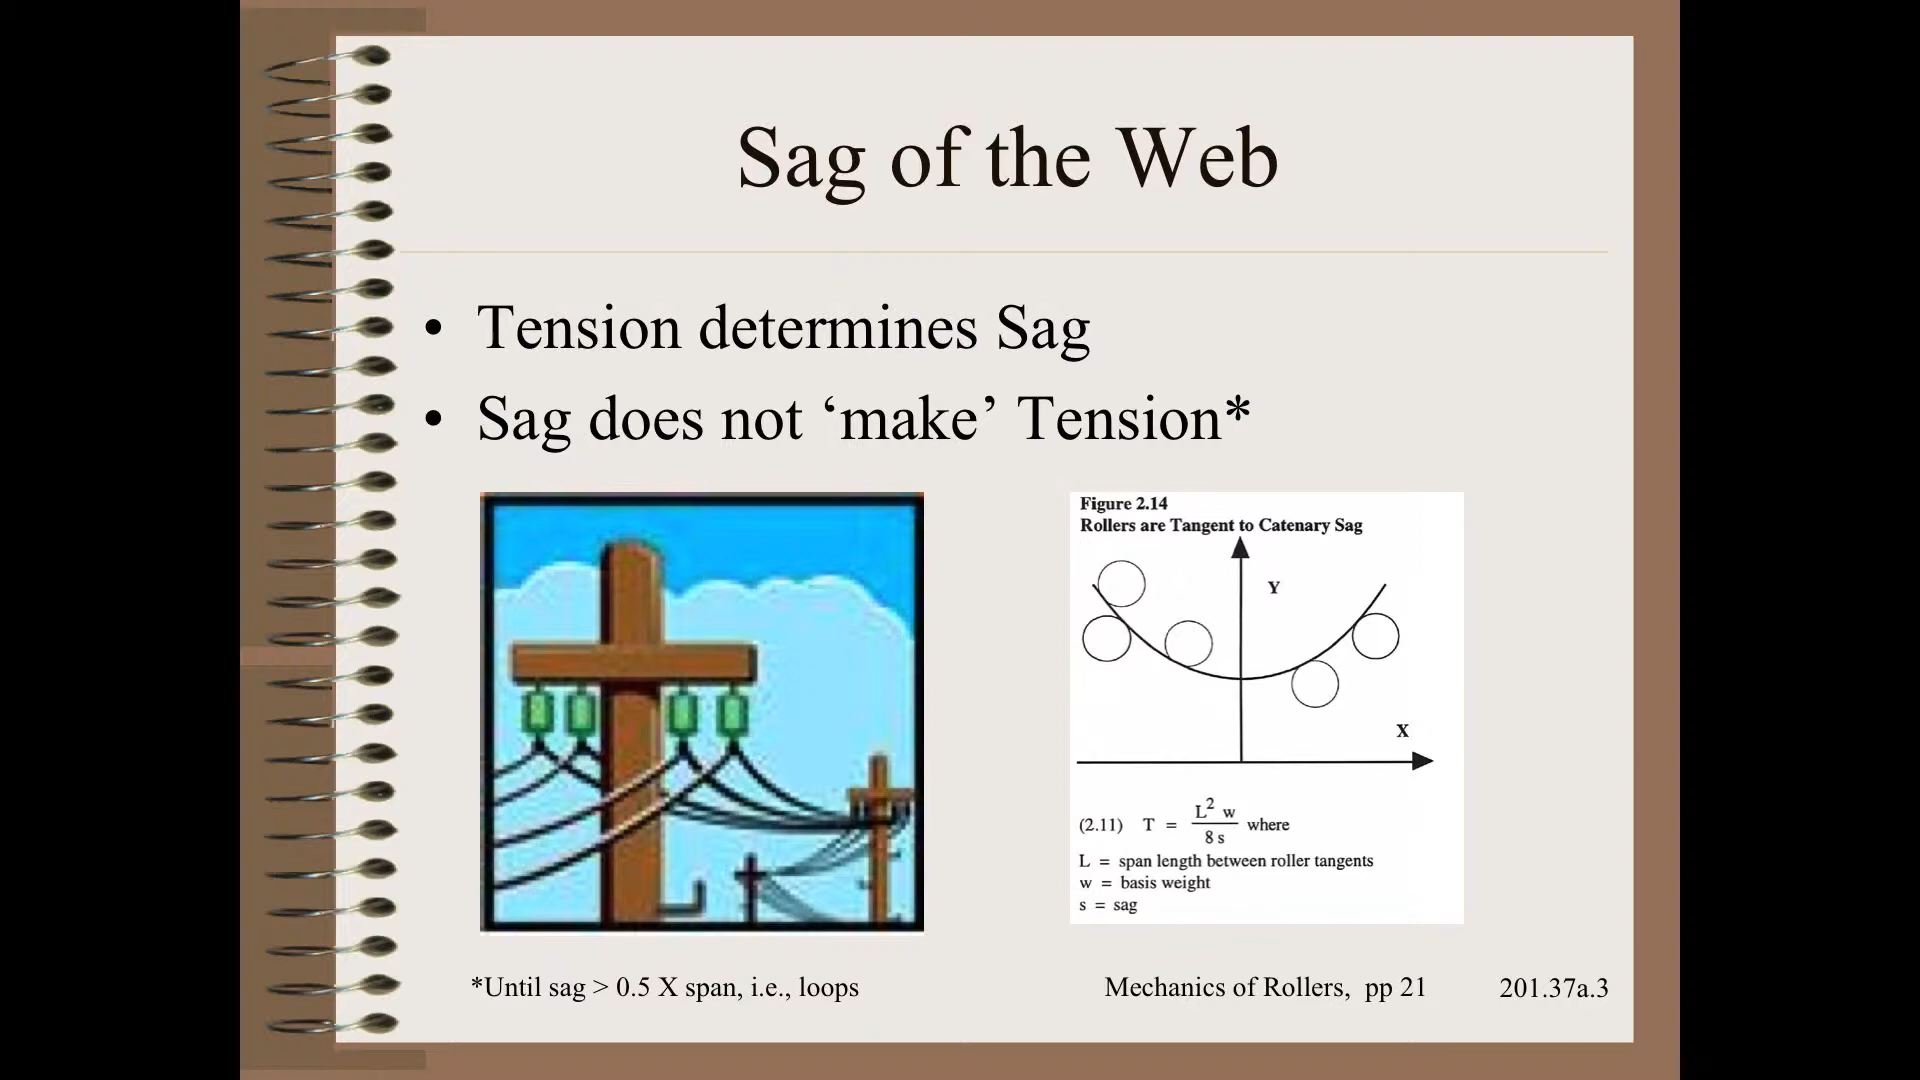 Sag of the Web
• Tension determines Sag
• Sag does not ‘make’ Tension*
Figure 2.14
Rollers are Tangent to Catenary Sag
Y
X
(2.11) T = L² w / 8 s where
L = span length between roller tangents
w = basis weight
s = sag
*Until sag > 0.5 X span, i.e., loops
Mechanics of Rollers, pp 21
201.37a.3